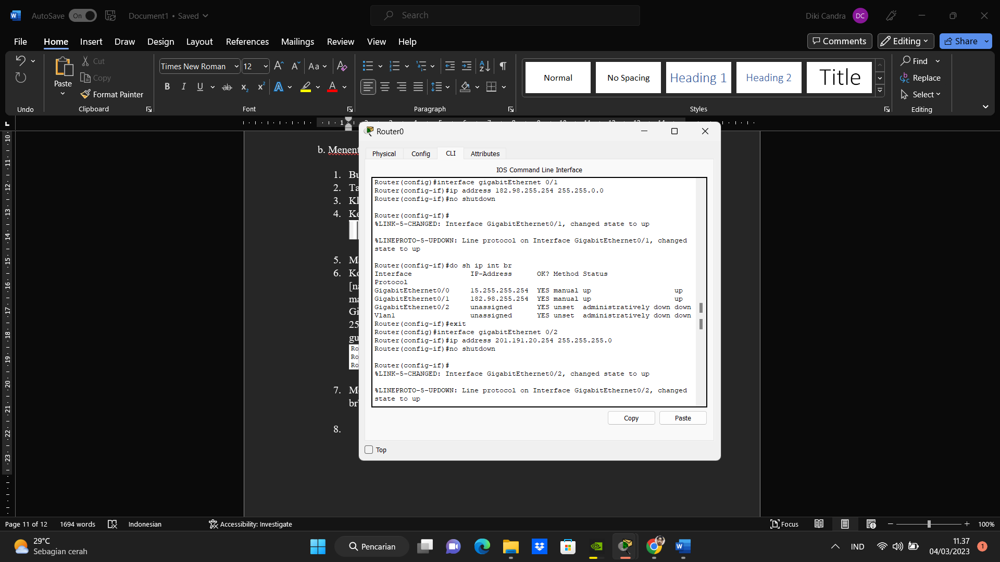 AutoSave On Document1 • Saved Search Diki Candra DC
File Home Insert Draw Design Layout References Mailings Review View Help Comments Editing Share
Paste Cut Copy Format Painter
Times New Roman 12 Aa
B I U ab x₂ x² A A
Normal No Spacing Heading 1 Heading 2 Title
Find Replace Select
Undo Clipboard Font Paragraph Styles Editing
b. Menent
1. Bu
2. Ta
3. Kl
4. Ke
5. M
6. Ko
[na
ma
Gi
25
gu
Ro
Ro
Ro
7. M
br
8.
Router0
Physical Config CLI Attributes
IOS Command Line Interface
Router(config)#interface gigabitEthernet 0/1
Router(config-if)#ip address 182.98.255.254 255.255.0.0
Router(config-if)#no shutdown
Router(config-if)#
%LINK-5-CHANGED: Interface GigabitEthernet0/1, changed state to up
%LINEPROTO-5-UPDOWN: Line protocol on Interface GigabitEthernet0/1, changed
state to up
Router(config-if)#do sh ip int br
Interface IP-Address OK? Method Status
Protocol
GigabitEthernet0/0 15.255.255.254 YES manual up up
GigabitEthernet0/1 182.98.255.254 YES manual up up
GigabitEthernet0/2 unassigned YES unset administratively down down
Vlan1 unassigned YES unset administratively down down
Router(config-if)#exit
Router(config)#interface gigabitEthernet 0/2
Router(config-if)#ip address 201.191.20.254 255.255.255.0
Router(config-if)#no shutdown
Router(config-if)#
%LINK-5-CHANGED: Interface GigabitEthernet0/2, changed state to up
%LINEPROTO-5-UPDOWN: Line protocol on Interface GigabitEthernet0/2, changed
state to up
Copy Paste
Top
Page 11 of 12 1694 words Indonesian Accessibility: Investigate Focus 100%
29°C
Sebagian cerah
Pencarian
IND
11.37
04/03/2023
1